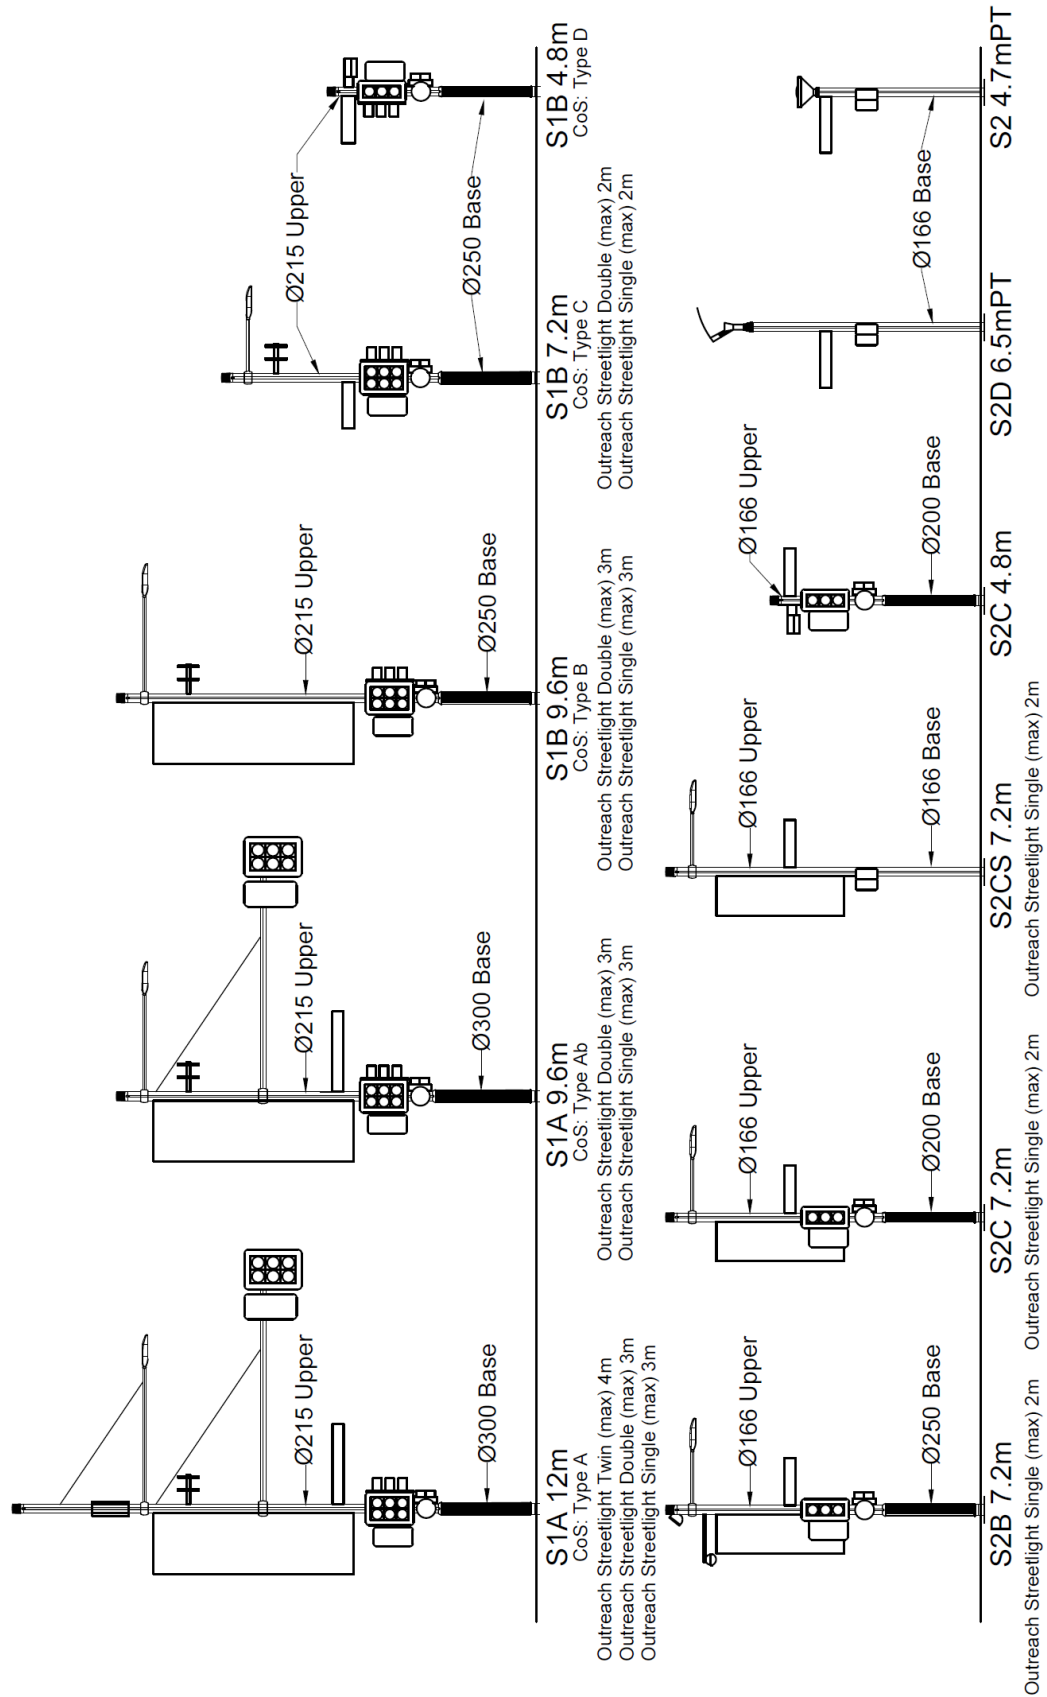 Ø215 Upper
Ø300 Base
S1A 12m
CoS: Type A
Outreach Streetlight Twin (max) 4m
Outreach Streetlight Double (max) 3m
Outreach Streetlight Single (max) 3m
Ø215 Upper
Ø300 Base
S1A 9.6m
CoS: Type Ab
Outreach Streetlight Double (max) 3m
Outreach Streetlight Single (max) 3m
Ø215 Upper
Ø250 Base
S1B 9.6m
CoS: Type B
Outreach Streetlight Double (max) 3m
Outreach Streetlight Single (max) 3m
Ø215 Upper
Ø250 Base
S1B 7.2m
CoS: Type C
Outreach Streetlight Double (max) 2m
Outreach Streetlight Single (max) 2m
S1B 4.8m
CoS: Type D
Ø166 Upper
Ø250 Base
S2B 7.2m
Outreach Streetlight Single (max) 2m
Ø166 Upper
Ø200 Base
S2C 7.2m
Outreach Streetlight Single (max) 2m
Ø166 Upper
Ø166 Base
S2CS 7.2m
Outreach Streetlight Single (max) 2m
Ø166 Upper
Ø200 Base
S2C 4.8m
Ø166 Base
S2D 6.5mPT
S2 4.7mPT